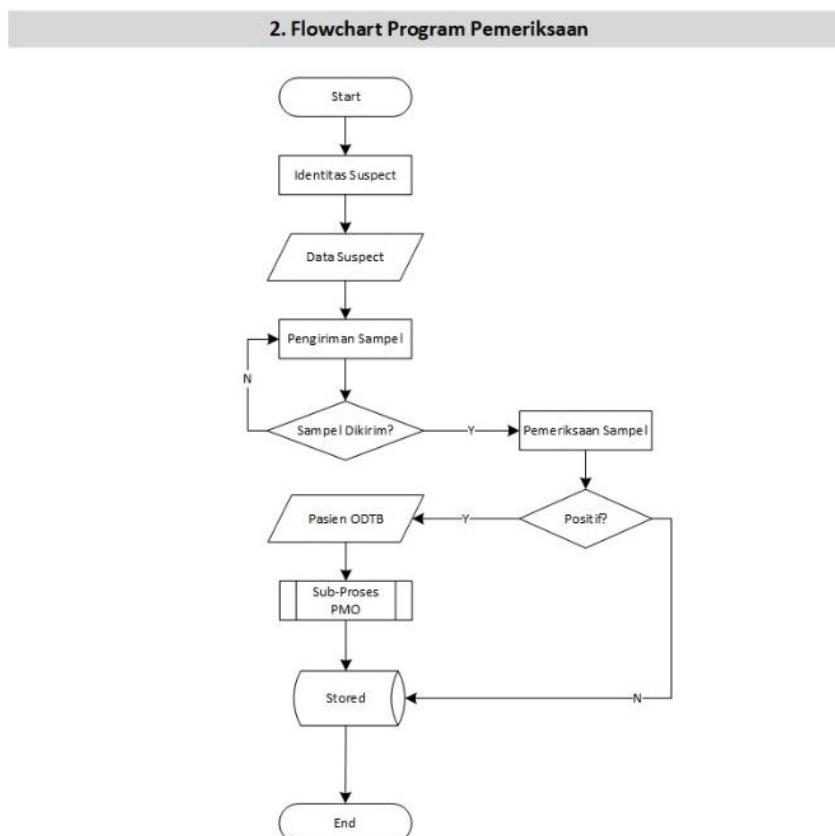 2. Flowchart Program Pemeriksaan
Start
Identitas Suspect
Data Suspect
Pengiriman Sampel
N
Sampel Dikirim?
Y
Pemeriksaan Sampel
Positif?
Y
Pasien ODTB
Sub-Proses
PMO
Stored
N
End